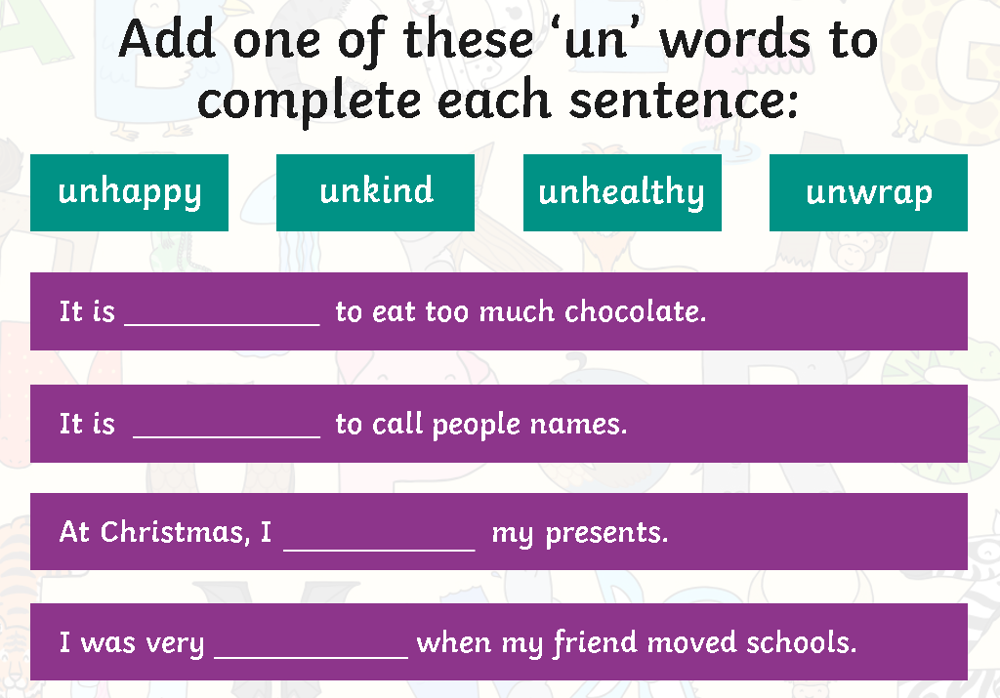 Add one of these ‘un’ words to
complete each sentence:
unhappy unkind unhealthy unwrap
It is ____________ to eat too much chocolate.
It is ____________ to call people names.
At Christmas, I ____________ my presents.
I was very ____________ when my friend moved schools.